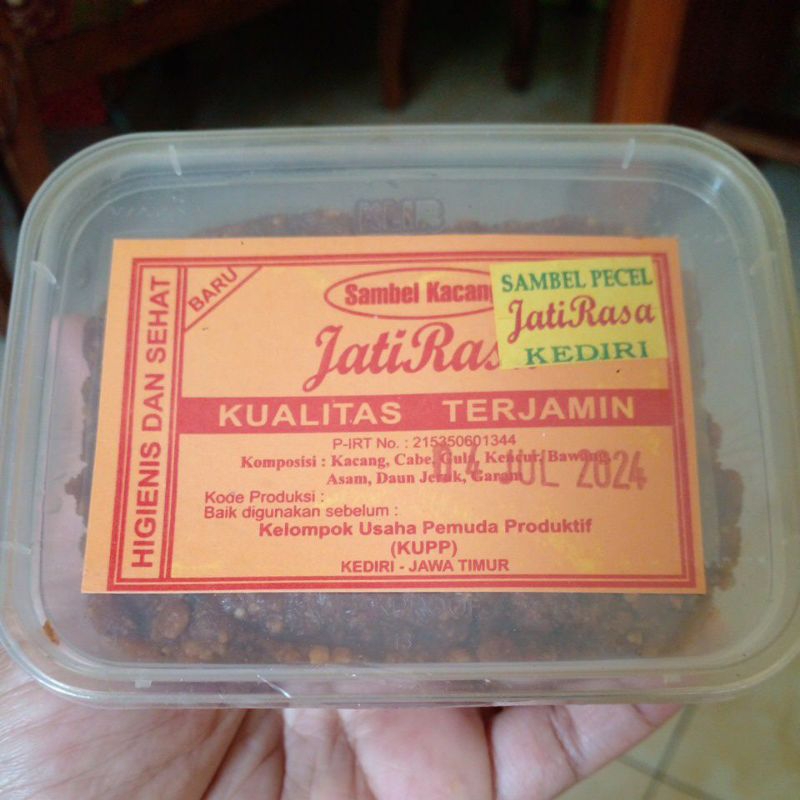 HIGIENIS DAN SEHAT
BARU
Sambel Kacang
JatiRasa
SAMBEL PECEL
JatiRasa
KEDIRI
KUALITAS TERJAMIN
P-IRT No. : 215350601344
Komposisi : Kacang, Cabe, Gula, Kencur, Bawang,
Asam, Daun Jeruk, Garam
04 JUL 2024
Kode Produksi :
Baik digunakan sebelum :
Kelompok Usaha Pemuda Produktif
(KUPP)
KEDIRI - JAWA TIMUR